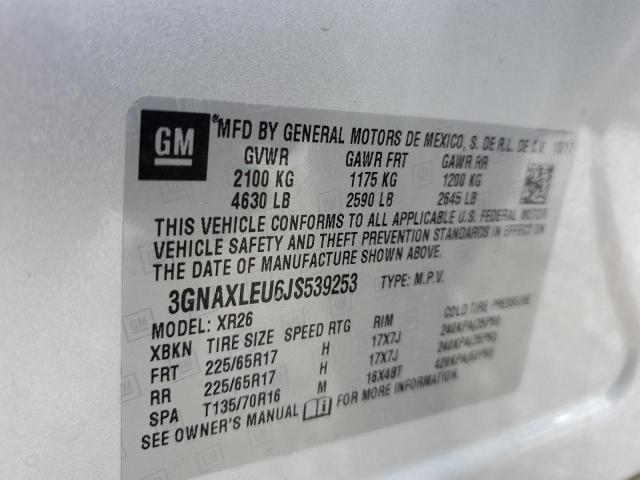 GM ® MFD BY GENERAL MOTORS DE MEXICO, S. DE R.L. DE C.V. 10/17
GVWR GAWR FRT GAWR RR
2100 KG 1175 KG 1200 KG
4630 LB 2590 LB 2645 LB
THIS VEHICLE CONFORMS TO ALL APPLICABLE U.S. FEDERAL MOTOR
VEHICLE SAFETY AND THEFT PREVENTION STANDARDS IN EFFECT ON
THE DATE OF MANUFACTURE SHOWN ABOVE.
3GNAXLEU6JS539253 TYPE: M.P.V.
MODEL: XR26
XBKN TIRE SIZE SPEED RTG RIM COLD TIRE PRESSURE
FRT 225/65R17 H 17X7J 240KPA(35PSI)
RR 225/65R17 H 17X7J 240KPA(35PSI)
SPA T135/70R16 M 16X4BT 420KPA(60PSI)
SEE OWNER'S MANUAL FOR MORE INFORMATION.